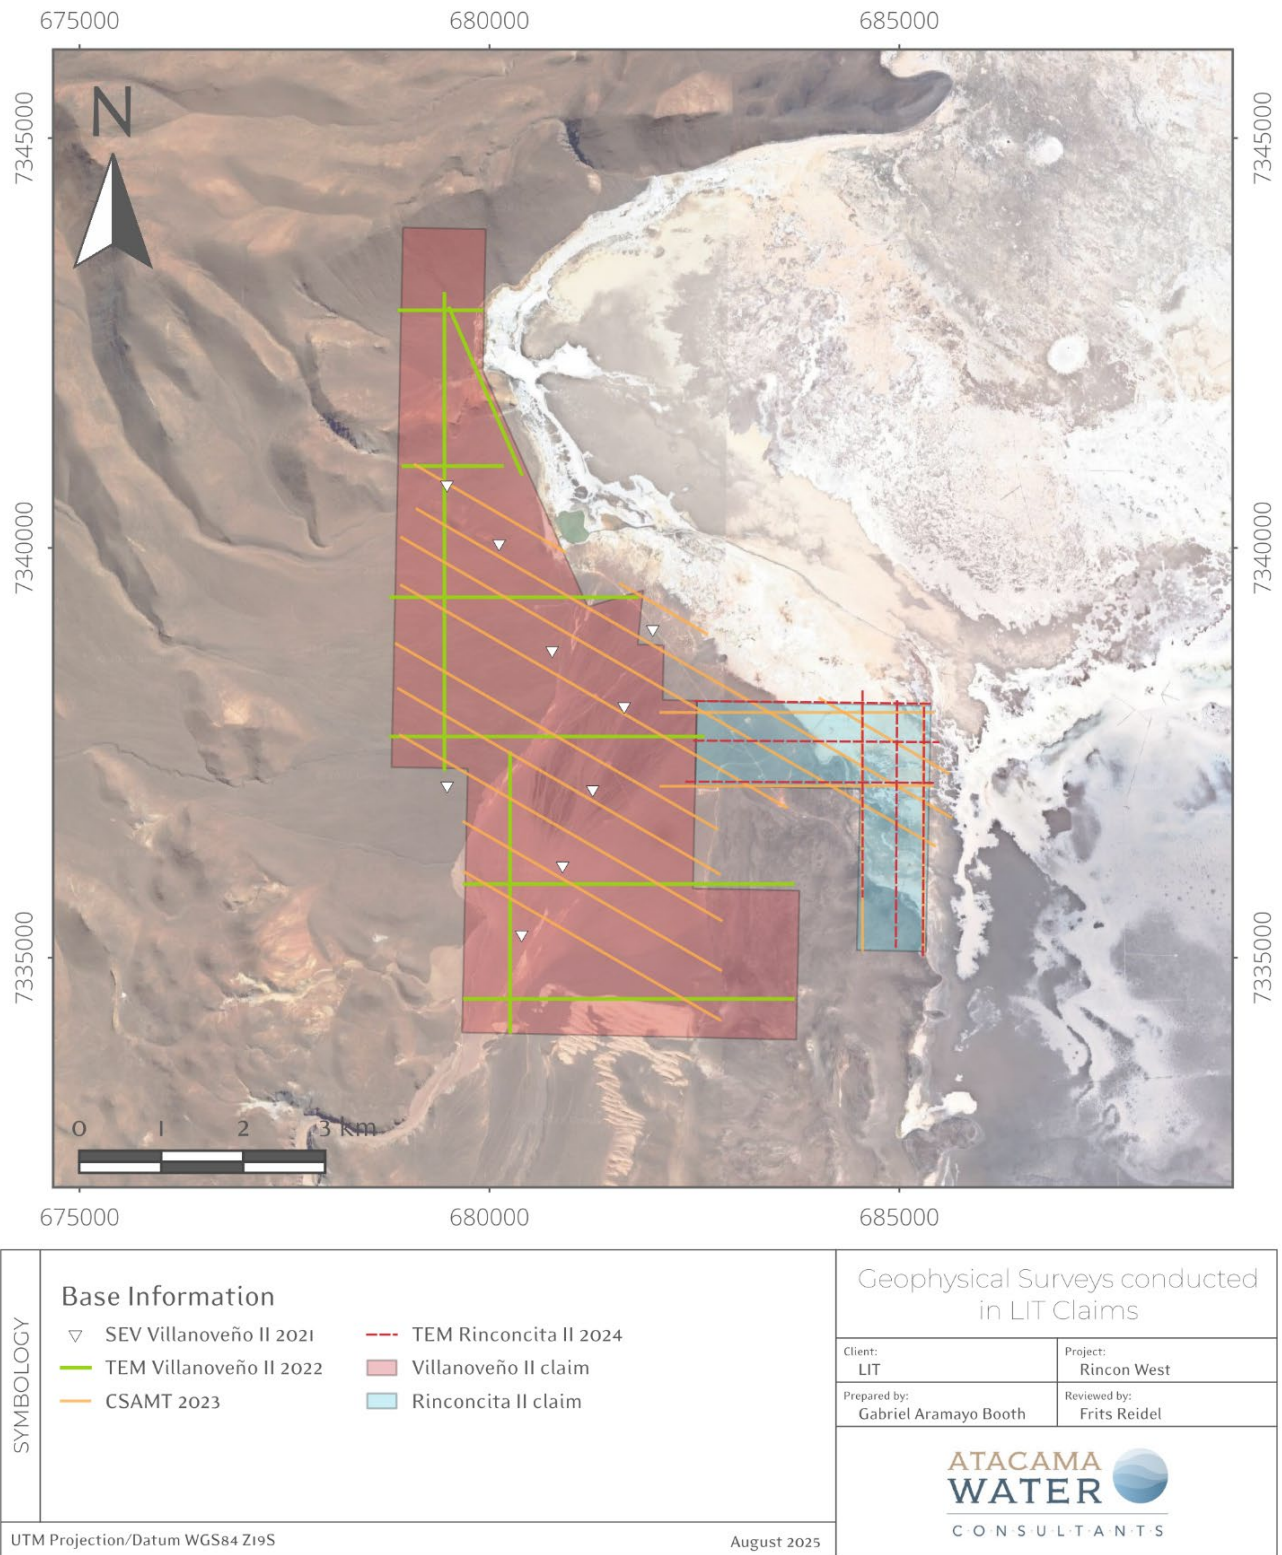 675000 680000 685000
N
7345000 7345000
7340000 7340000
7335000 7335000
0 1 2 3 km
675000 680000 685000
SYMBOLOGY
Base Information
SEV Villanoveño II 2021
TEM Villanoveño II 2022
CSAMT 2023
TEM Rinconcita II 2024
Villanoveño II claim
Rinconcita II claim
Geophysical Surveys conducted
in LIT Claims
Client:
LIT
Project:
Rincon West
Prepared by:
Gabriel Aramayo Booth
Reviewed by:
Frits Reidel
ATACAMA
WATER
CONSULTANTS
UTM Projection/Datum WGS84 Z19S
August 2025